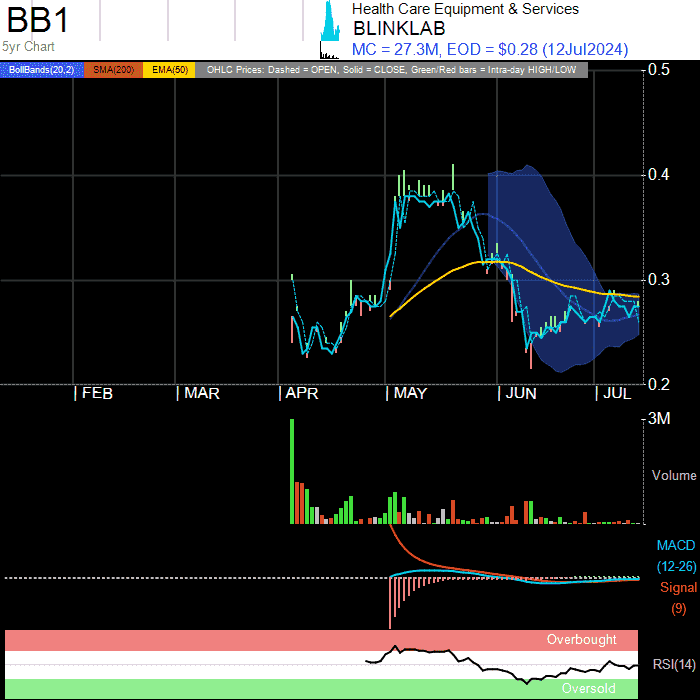 BB1
5yr Chart
Health Care Equipment & Services
BLINKLAB
MC = 27.3M, EOD = $0.28 (12Jul2024)
BollBands(20,2) SMA(200) EMA(50) OHLC Prices: Dashed = OPEN, Solid = CLOSE, Green/Red bars = Intra-day HIGH/LOW
0.5
0.4
0.3
0.2
| FEB | MAR | APR | MAY | JUN | JUL
3M
Volume
MACD
(12-26)
Signal
(9)
Overbought
RSI(14)
Oversold